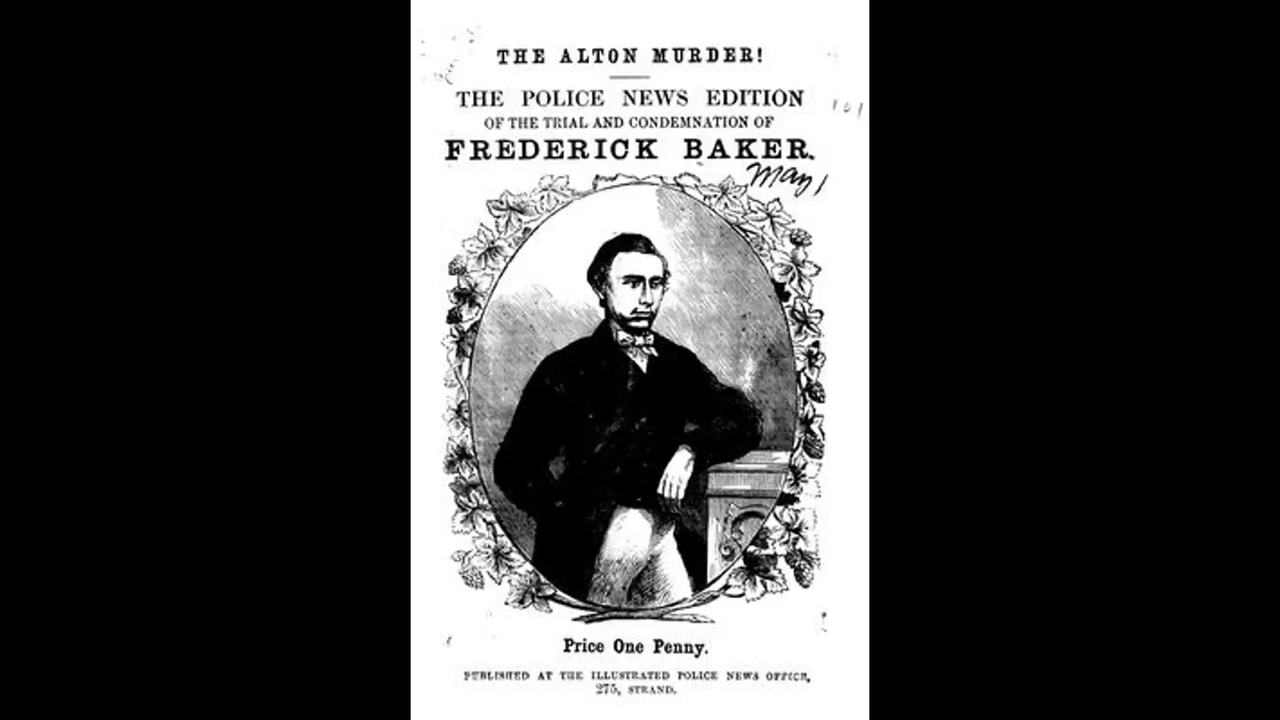 THE ALTON MURDER!
THE POLICE NEWS EDITION
OF THE TRIAL AND CONDEMNATION OF
FREDERICK BAKER.
May 1
Price One Penny.
PUBLISHED AT THE ILLUSTRATED POLICE NEWS OFFICE,
275, STRAND.